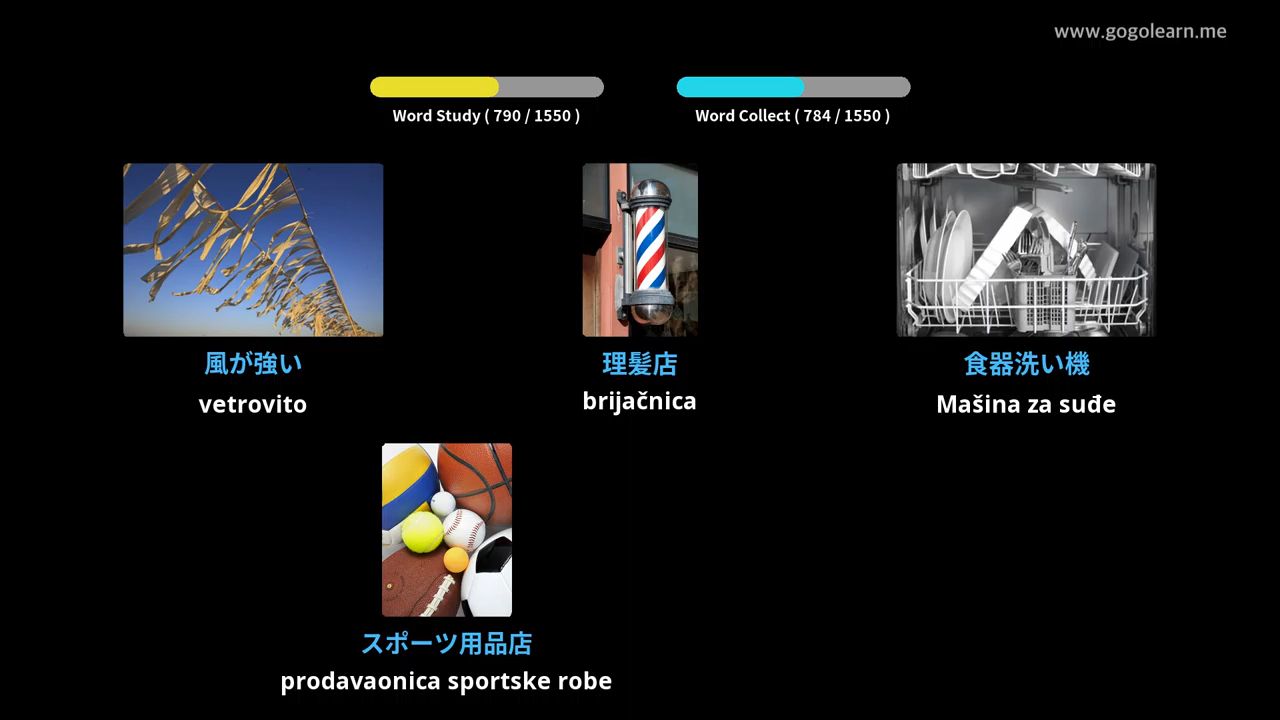 www.gogolearn.me
Word Study ( 790 / 1550 )
Word Collect ( 784 / 1550 )
風が強い
vetrovito
理髪店
brijačnica
食器洗い機
Mašina za suđe
スポーツ用品店
prodavaonica sportske robe